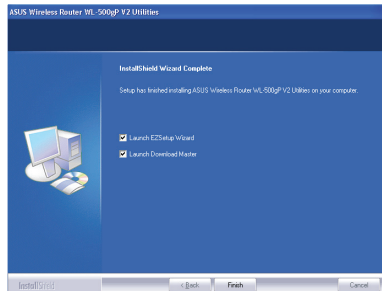 ASUS Wireless Router WL-500gP V2 Utilities
InstallShield Wizard Complete
Setup has finished installing ASUS Wireless Router WL-500gP V2 Utilities on your computer.
Launch EZSetup Wizard
Launch Download Master
InstallShield
< Back
Finish
Cancel